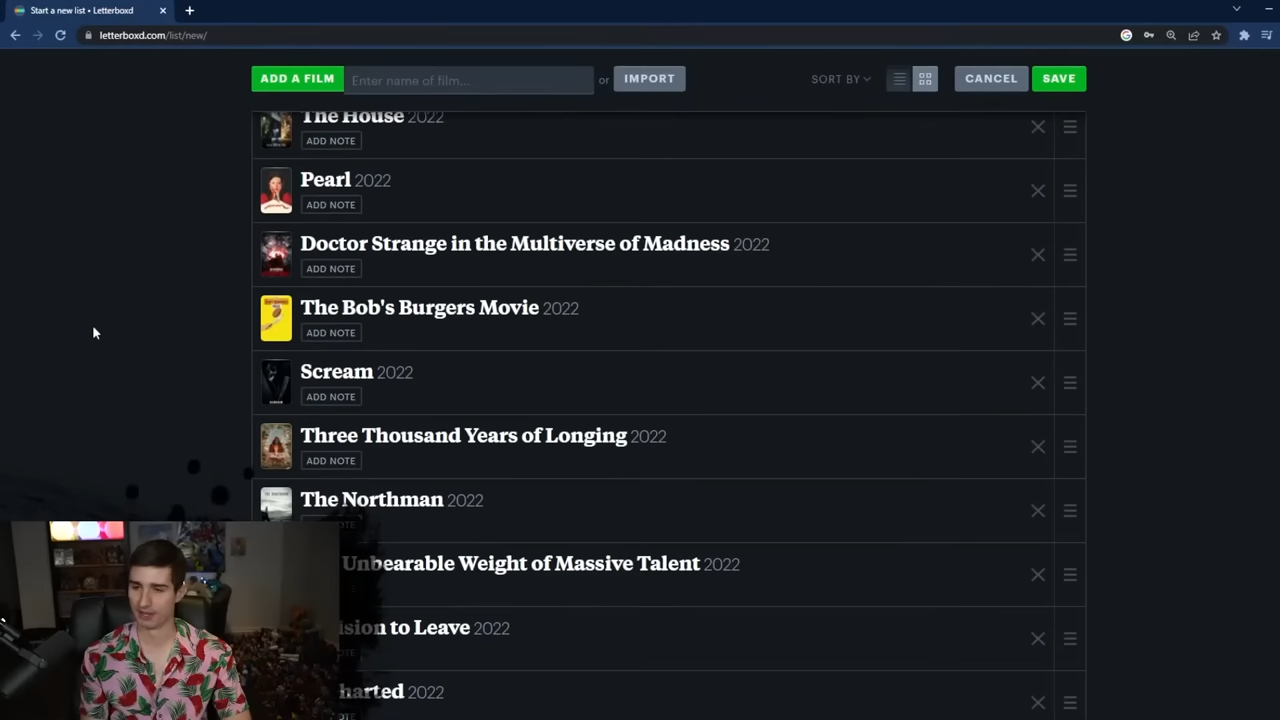 Start a new list • Letterboxd
letterboxd.com/list/new/
ADD A FILM
Enter name of film...
or
IMPORT
SORT BY
CANCEL
SAVE
The House 2022
ADD NOTE
Pearl 2022
ADD NOTE
Doctor Strange in the Multiverse of Madness 2022
ADD NOTE
The Bob's Burgers Movie 2022
ADD NOTE
Scream 2022
ADD NOTE
Three Thousand Years of Longing 2022
ADD NOTE
The Northman 2022
Unbearable Weight of Massive Talent 2022
to Leave 2022
2022